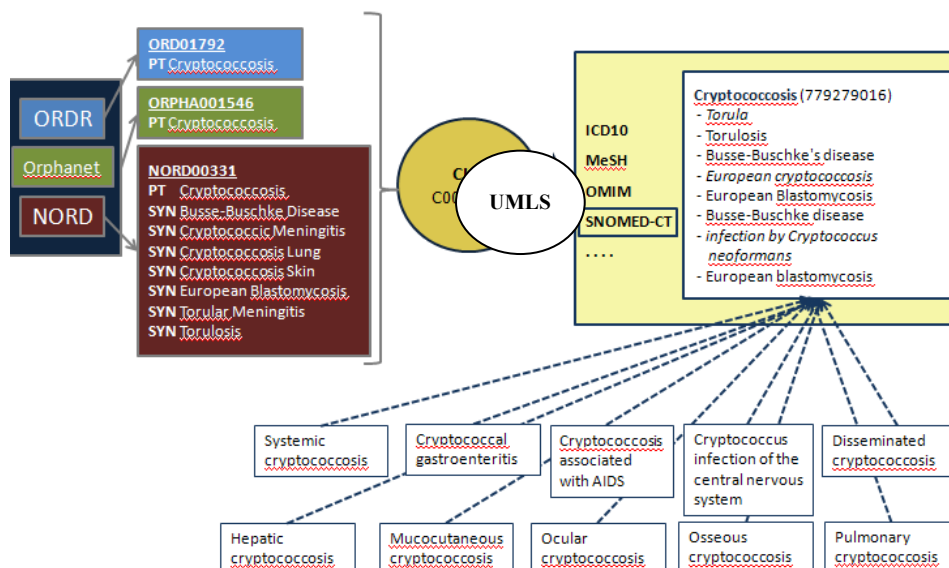 ORDR
Orphanet
NORD
ORD01792
PT Cryptococcosis
ORPHA001546
PT Cryptococcosis
NORD00331
PT Cryptococcosis
SYN Busse-Buschke Disease
SYN Cryptococcic Meningitis
SYN Cryptococcosis Lung
SYN Cryptococcosis Skin
SYN European Blastomycosis
SYN Torular Meningitis
SYN Torulosis
UMLS
ICD10
MeSH
OMIM
SNOMED-CT
....
Cryptococcosis (779279016)
- Torula
- Torulosis
- Busse-Buschke's disease
- European cryptococcosis
- European Blastomycosis
- Busse-Buschke disease
- infection by Cryptococcus
neoformans
- European blastomycosis
Systemic
cryptococcosis
Cryptococcal
gastroenteritis
Cryptococcosis
associated
with AIDS
Cryptococcus
infection of the
central nervous
system
Disseminated
cryptococcosis
Hepatic
cryptococcosis
Mucocutaneous
cryptococcosis
Ocular
cryptococcosis
Osseous
cryptococcosis
Pulmonary
cryptococcosis